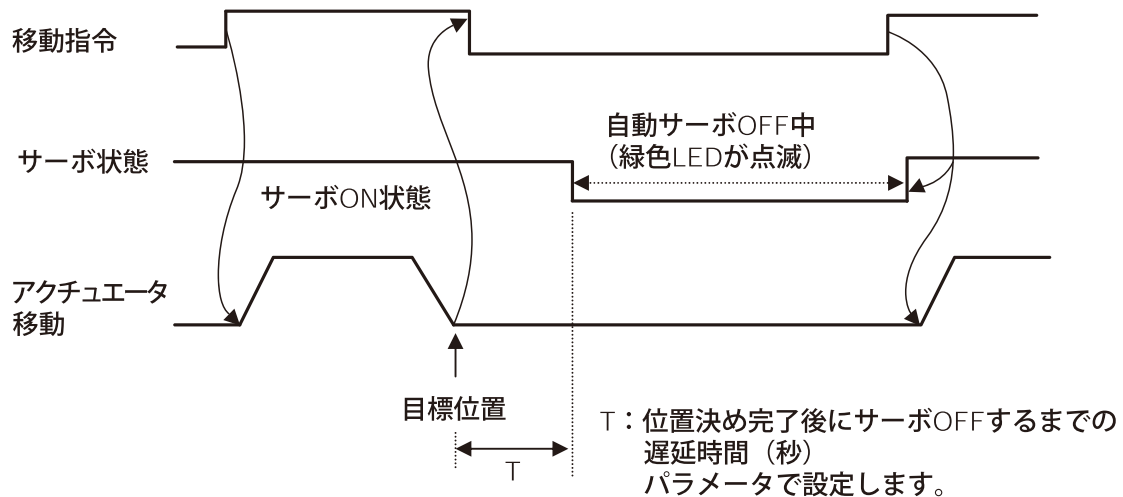 移動指令
自動サーボOFF中
（緑色LEDが点滅）
サーボ状態
サーボON状態
アクチュエータ
移動
目標位置
T
T：位置決め完了後にサーボOFFするまでの
遅延時間（秒）
パラメータで設定します。